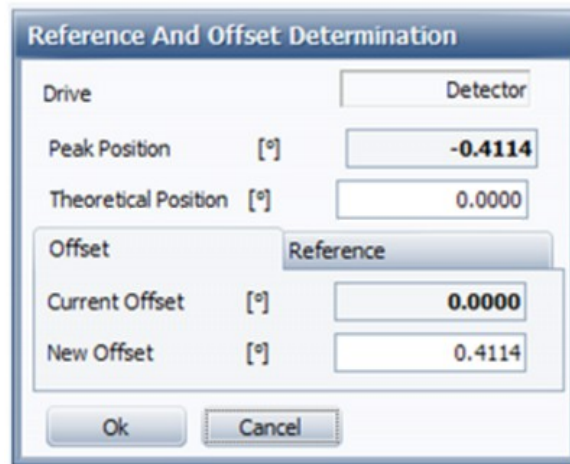 Reference And Offset Determination
Drive Detector
Peak Position [°] -0.4114
Theoretical Position [°] 0.0000
Offset Reference
Current Offset [°] 0.0000
New Offset [°] 0.4114
Ok Cancel